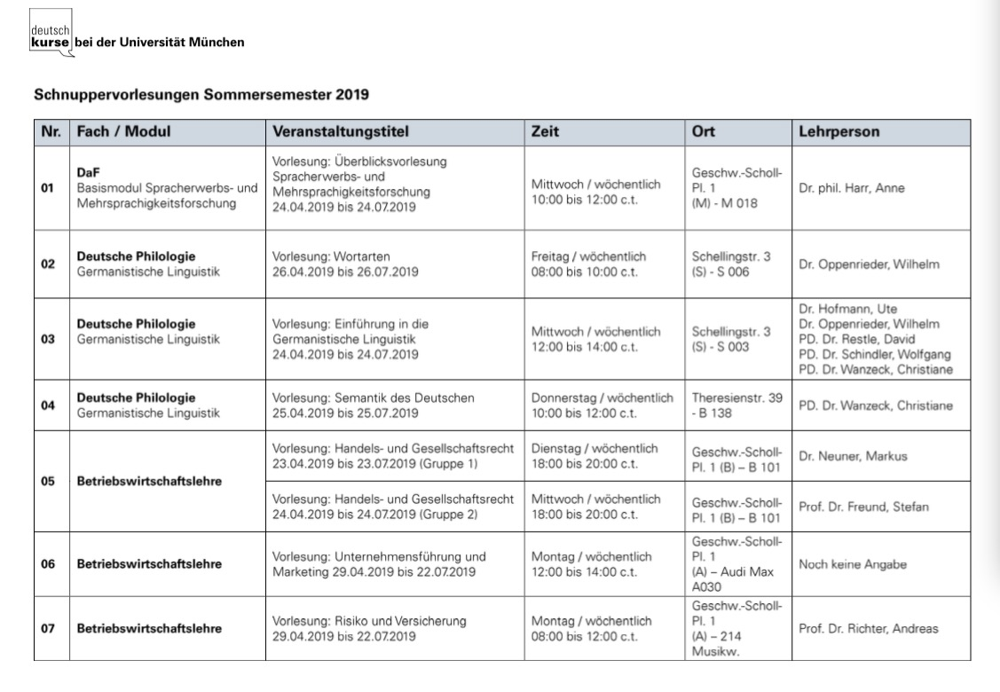 deutsch
kurse bei der Universität München
Schnuppervorlesungen Sommersemester 2019
Nr. Fach / Modul Veranstaltungstitel Zeit Ort Lehrperson
01
DaF
Basismodul Spracherwerbs- und
Mehrsprachigkeitsforschung
Vorlesung: Überblicksvorlesung
Spracherwerbs- und
Mehrsprachigkeitsforschung
24.04.2019 bis 24.07.2019
Mittwoch / wöchentlich
10:00 bis 12:00 c.t.
Geschw.-Scholl-
Pl. 1
(M) - M 018
Dr. phil. Harr, Anne
02
Deutsche Philologie
Germanistische Linguistik
Vorlesung: Wortarten
26.04.2019 bis 26.07.2019
Freitag / wöchentlich
08:00 bis 10:00 c.t.
Schellingstr. 3
(S) - S 006
Dr. Oppenrieder, Wilhelm
03
Deutsche Philologie
Germanistische Linguistik
Vorlesung: Einführung in die
Germanistische Linguistik
24.04.2019 bis 24.07.2019
Mittwoch / wöchentlich
12:00 bis 14:00 c.t.
Schellingstr. 3
(S) - S 003
Dr. Hofmann, Ute
Dr. Oppenrieder, Wilhelm
PD. Dr. Restle, David
PD. Dr. Schindler, Wolfgang
PD. Dr. Wanzeck, Christiane
04
Deutsche Philologie
Germanistische Linguistik
Vorlesung: Semantik des Deutschen
25.04.2019 bis 25.07.2019
Donnerstag / wöchentlich
10:00 bis 12:00 c.t.
Theresienstr. 39
- B 138
PD. Dr. Wanzeck, Christiane
05
Betriebswirtschaftslehre
Vorlesung: Handels- und Gesellschaftsrecht
23.04.2019 bis 23.07.2019 (Gruppe 1)
Dienstag / wöchentlich
18:00 bis 20:00 c.t.
Geschw.-Scholl-
Pl. 1 (B) – B 101
Dr. Neuner, Markus
Vorlesung: Handels- und Gesellschaftsrecht
24.04.2019 bis 24.07.2019 (Gruppe 2)
Mittwoch / wöchentlich
18:00 bis 20:00 c.t.
Geschw.-Scholl-
Pl. 1 (B) – B 101
Prof. Dr. Freund, Stefan
06
Betriebswirtschaftslehre
Vorlesung: Unternehmensführung und
Marketing 29.04.2019 bis 22.07.2019
Montag / wöchentlich
12:00 bis 14:00 c.t.
Geschw.-Scholl-
Pl. 1
(A) – Audi Max
A030
Noch keine Angabe
07
Betriebswirtschaftslehre
Vorlesung: Risiko und Versicherung
29.04.2019 bis 22.07.2019
Montag / wöchentlich
08:00 bis 12:00 c.t.
Geschw.-Scholl-
Pl. 1
(A) – 214
Musikw.
Prof. Dr. Richter, Andreas